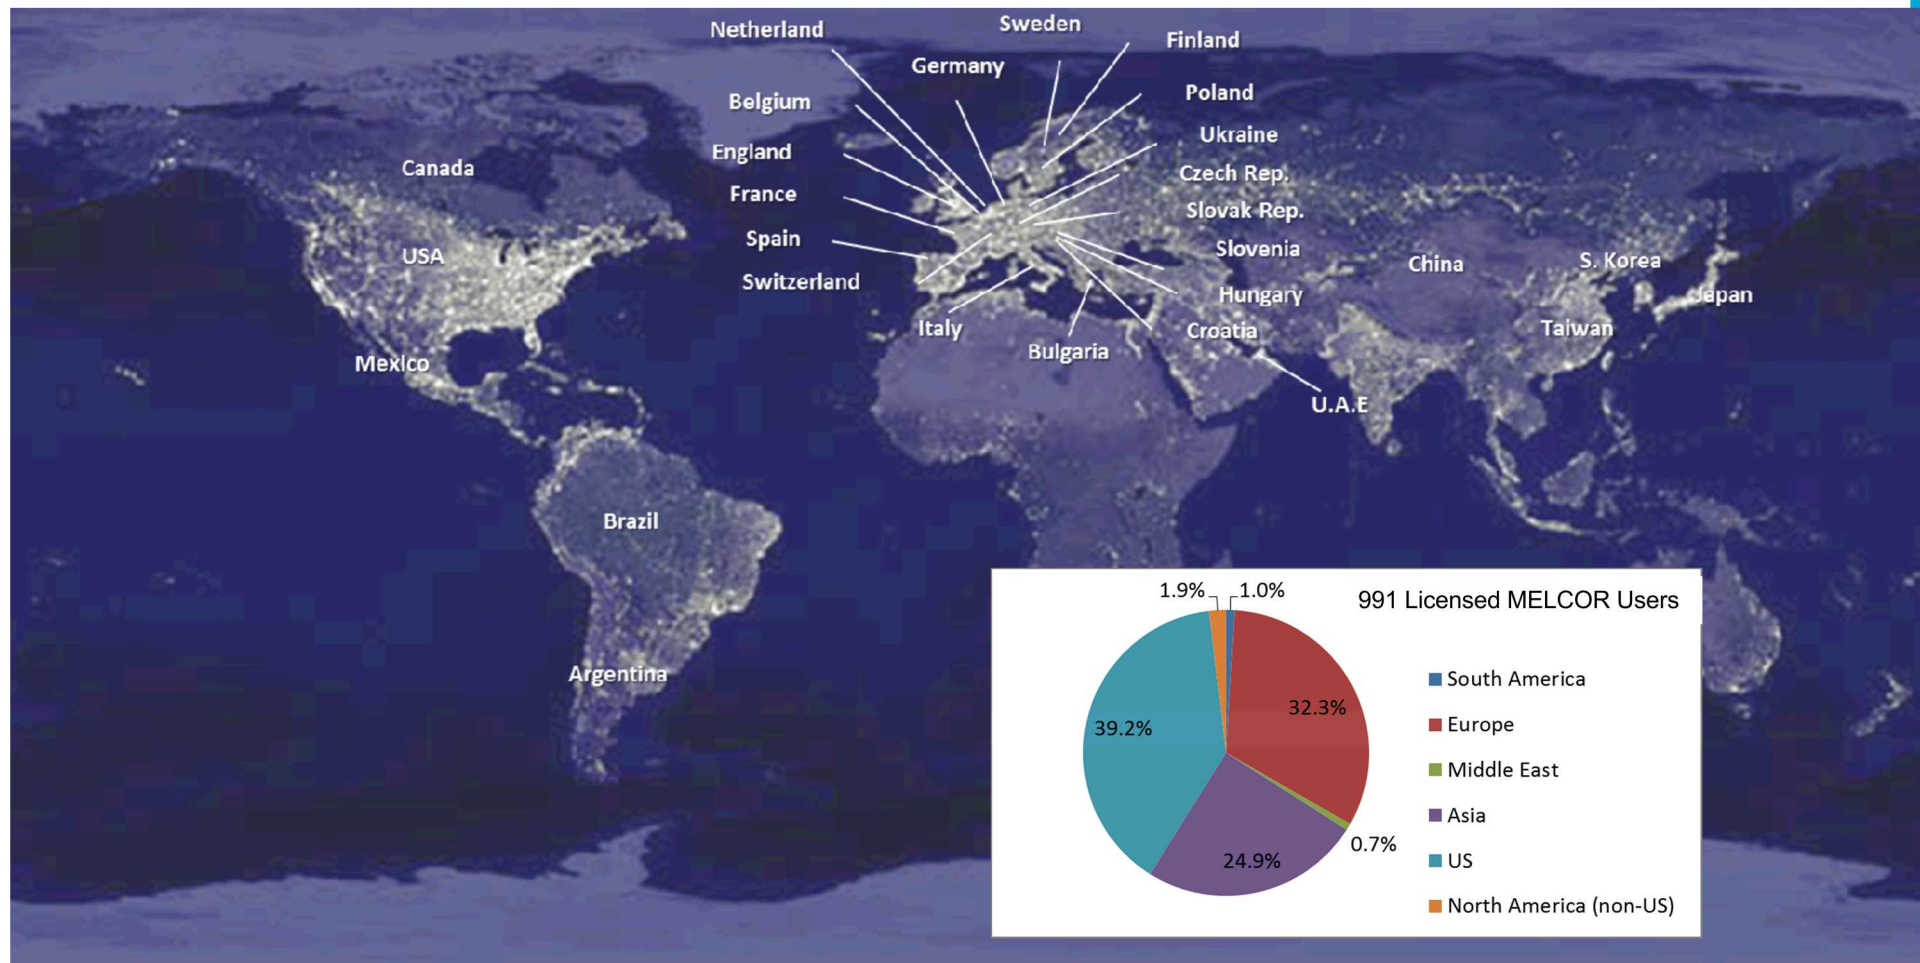 Netherland
Sweden
Finland
Germany
Belgium
Poland
England
Ukraine
Canada
France
Czech Rep.
Slovak Rep.
Spain
Slovenia
USA
China
S. Korea
Switzerland
Hungary
Japan
Italy
Croatia
Taiwan
Bulgaria
Mexico
U.A.E
Brazil
Argentina
991 Licensed MELCOR Users
1.9%
1.0%
32.3%
39.2%
24.9%
0.7%
South America
Europe
Middle East
Asia
US
North America (non-US)